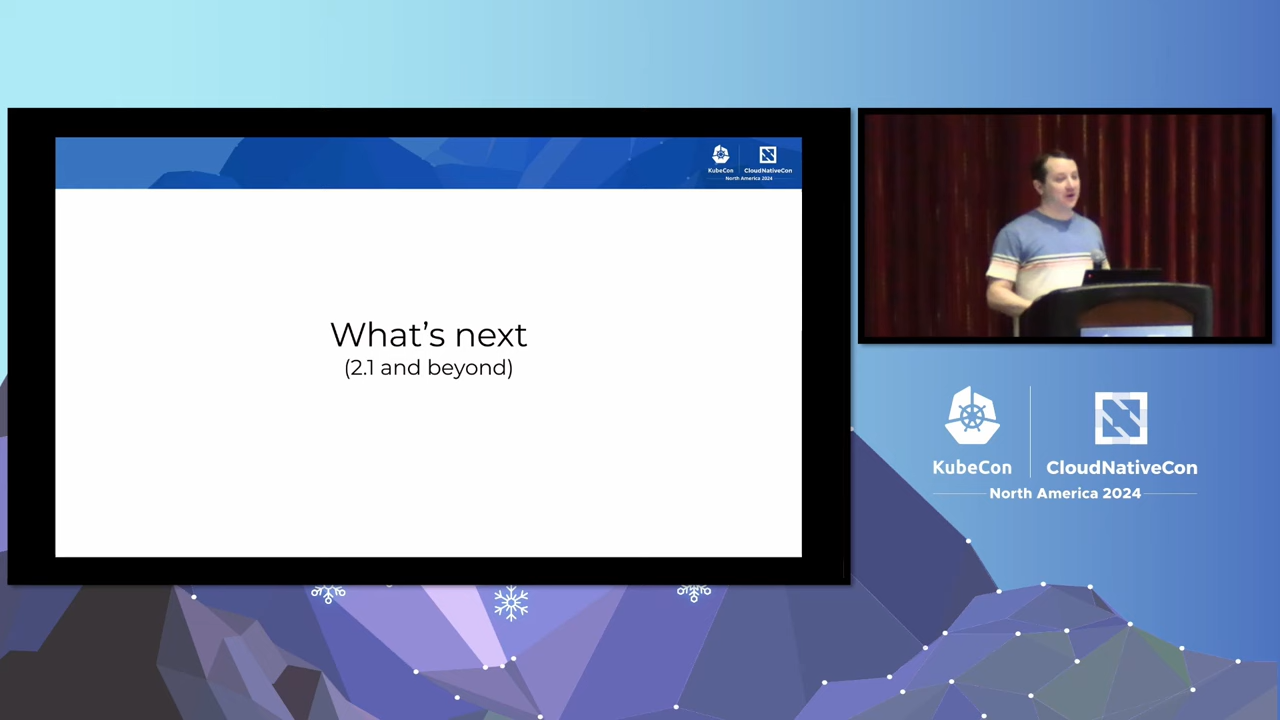 KubeCon
CloudNativeCon
North America 2024
What's next
(2.1 and beyond)
KubeCon
CloudNativeCon
North America 2024